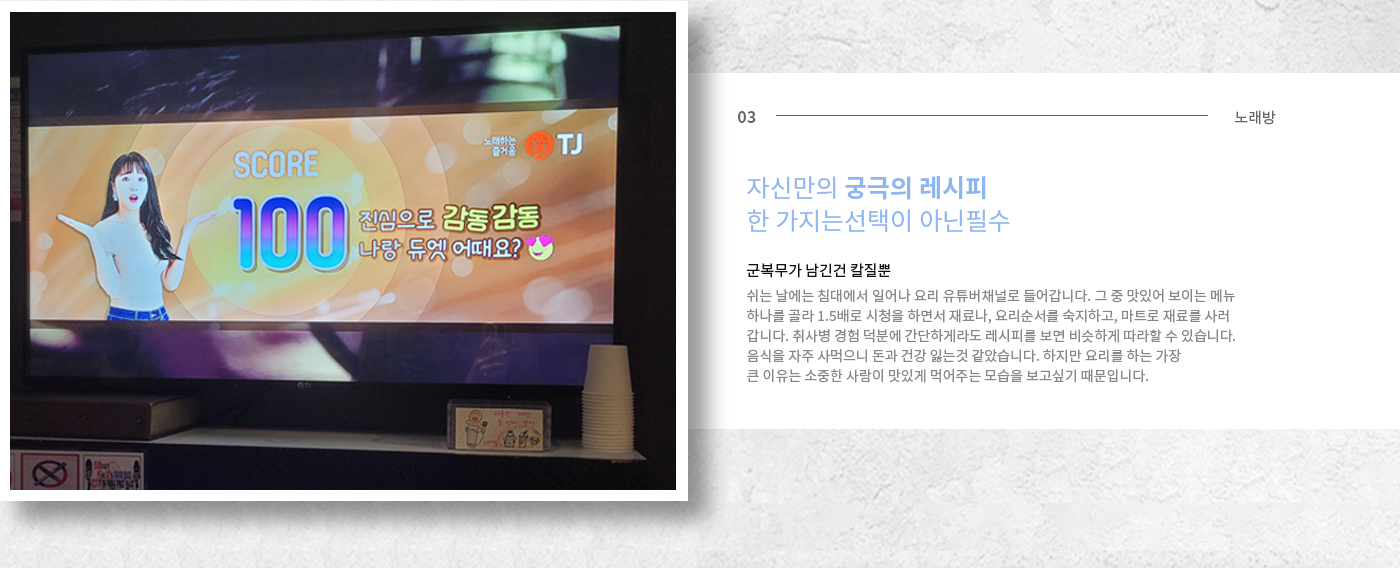 노래하는
즐거움
TJ
SCORE
100
진심으로 감동감동
나랑 듀엣 어때요?
03
노래방
자신만의 궁극의 레시피
한 가지는선택이 아닌필수
군복무가 남긴건 칼질뿐
쉬는 날에는 침대에서 일어나 요리 유튜버채널로 들어갑니다. 그 중 맛있어 보이는 메뉴
하나를 골라 1.5배로 시청을 하면서 재료나, 요리순서를 숙지하고, 마트로 재료를 사러
갑니다. 취사병 경험 덕분에 간단하게라도 레시피를 보면 비슷하게 따라할 수 있습니다.
음식을 자주 사먹으니 돈과 건강 잃는것 같았습니다. 하지만 요리를 하는 가장
큰 이유는 소중한 사람이 맛있게 먹어주는 모습을 보고싶기 때문입니다.